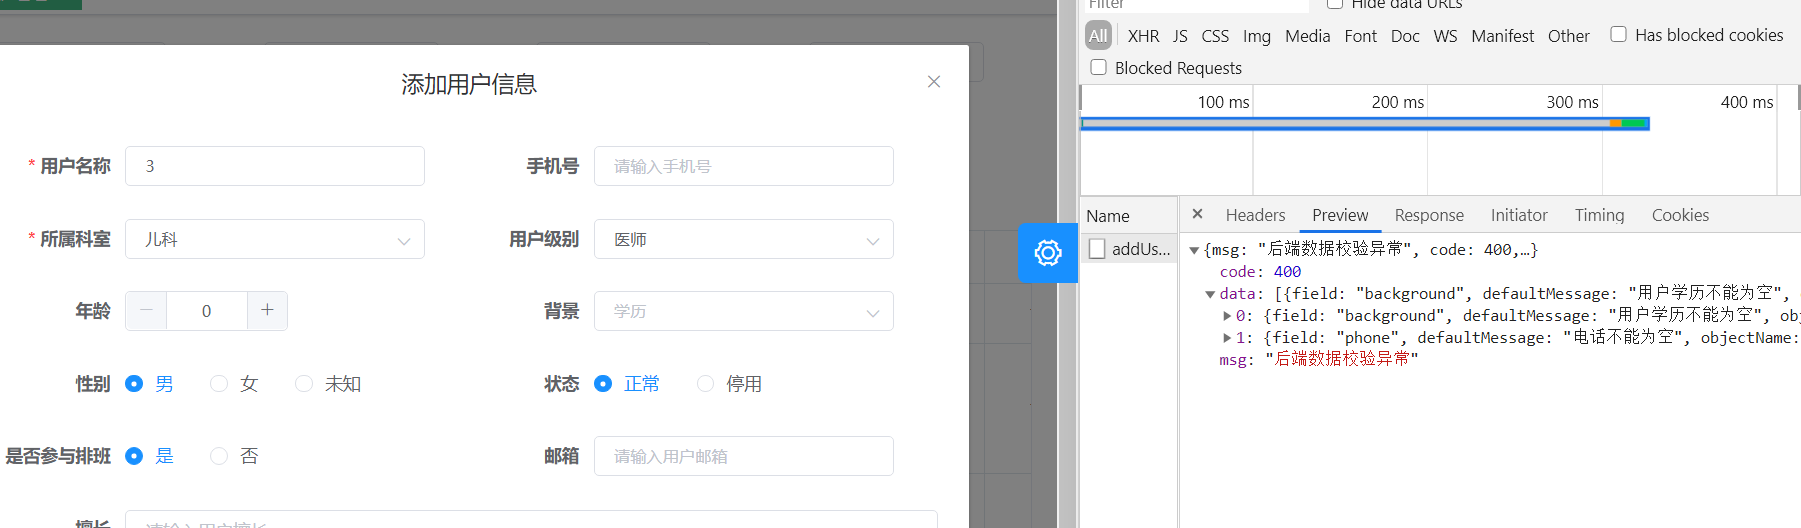 添加用户信息
* 用户名称 3 手机号 请输入手机号
* 所属科室 儿科 用户级别 医师
年龄 0 背景 学历
性别 男 女 未知 状态 正常 停用
是否参与排班 是 否 邮箱 请输入用户邮箱
擅长 请输入用户擅长
Filter Hide data URLs
All XHR JS CSS Img Media Font Doc WS Manifest Other Has blocked cookies
Blocked Requests
100 ms 200 ms 300 ms 400 ms
Name × Headers Preview Response Initiator Timing Cookies
addUs...
{msg: "后端数据校验异常", code: 400,…}
code: 400
data: [{field: "background", defaultMessage: "用户学历不能为空",
0: {field: "background", defaultMessage: "用户学历不能为空", obj
1: {field: "phone", defaultMessage: "电话不能为空", objectName:
msg: "后端数据校验异常"